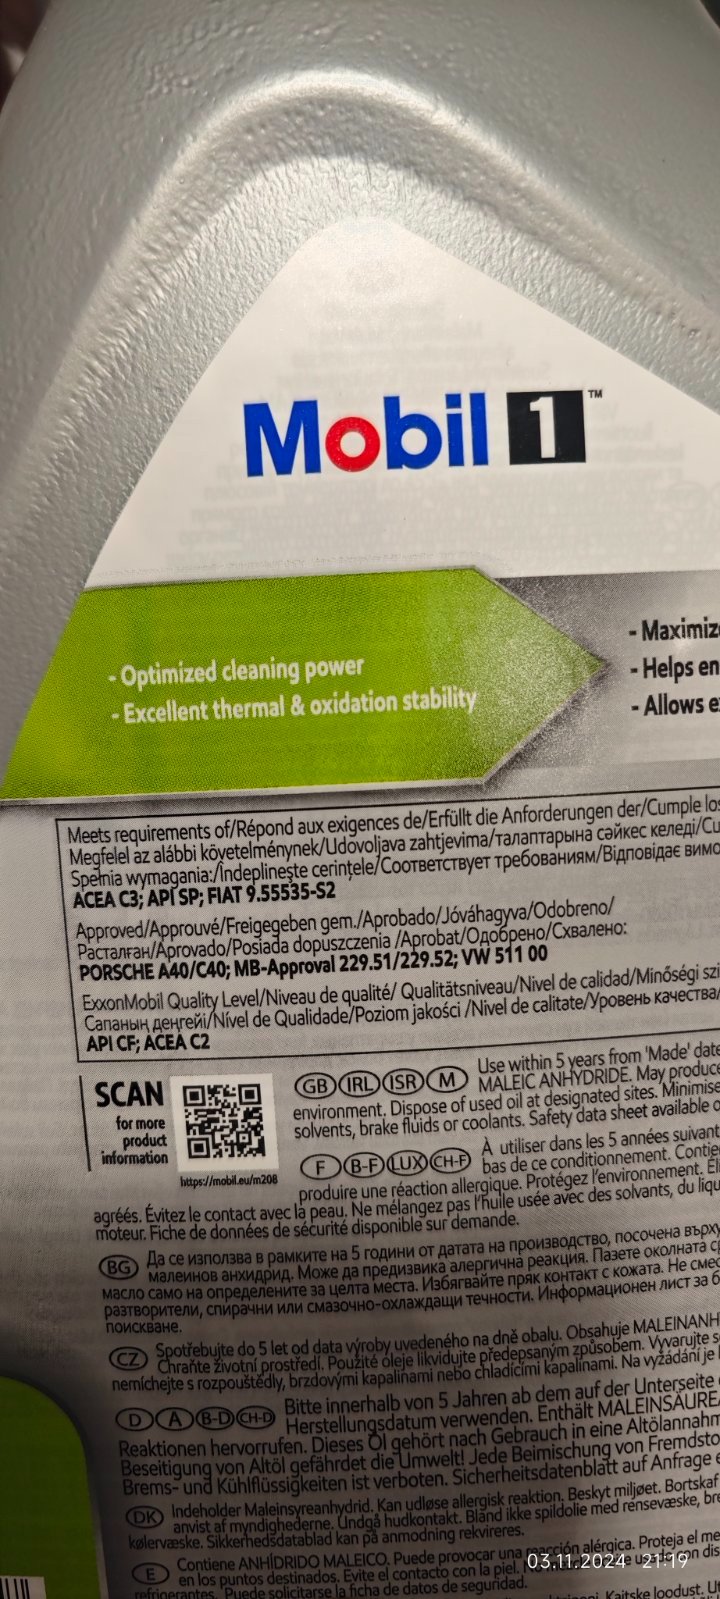 Mobil 1™
- Optimized cleaning power
- Excellent thermal & oxidation stability
- Maximiz
- Helps en
- Allows e
Meets requirements of/Répond aux exigences de/Erfüllt die Anforderungen der/Cumple los
Megfelel az alábbi követelménynek/Udovoljava zahtjevima/талаптарына сәйкес келеді/Cu
Spełnia wymagania:/Îndeplinește cerințele/Соответствует требованиям/Відповідає вимо
ACEA C3; API SP; FIAT 9.55535-S2
Approved/Approuvé/Freigegeben gem./Aprobado/Jóváhagyva/Odobreno/
Расталған/Aprovado/Posiada dopuszczenia /Aprobat/Одобрено/Схвалено:
PORSCHE A40/C40; MB-Approval 229.51/229.52; VW 511 00
ExxonMobil Quality Level/Niveau de qualité/ Qualitätsniveau/Nivel de calidad/Minőségi szi
Сапаның деңгейі/Nível de Qualidade/Poziom jakości /Nivel de calitate/Уровень качества/
API CF; ACEA C2
SCAN
for more
product
information
https://mobil.eu/m208
GB IRL ISR M Use within 5 years from 'Made' date
MALEIC ANHYDRIDE. May produce
environment. Dispose of used oil at designated sites. Minimise
solvents, brake fluids or coolants. Safety data sheet available o
F B-F LUX CH-F À utiliser dans les 5 années suivant
bas de ce conditionnement. Contie
produire une réaction allergique. Protégez l'environnement. Él
agréés. Évitez le contact avec la peau. Ne mélangez pas l'huile usée avec des solvants, du liqu
moteur. Fiche de données de sécurité disponible sur demande.
BG Да се използва в рамките на 5 години от датата на производство, посочена върху
малеинов анхидрид. Може да предизвика алергична реакция. Пазете околната ср
масло само на определените за целта места. Избягвайте пряк контакт с кожата. Не смес
разтворители, спирачни или смазочно-охлаждащи течности. Информационен лист за б
поискване.
CZ Spotřebujte do 5 let od data výroby uvedeného na dně obalu. Obsahuje MALEINANH
Chraňte životní prostředí. Použité oleje likvidujte předepsaným způsobem. Vyvarujte s
nemíchejte s rozpouštědly, brzdovými kapalinami nebo chladícími kapalinami. Na vyžádání je
D A B-D CH-D Bitte innerhalb von 5 Jahren ab dem auf der Unterseite
Herstellungsdatum verwenden. Enthält MALEINSÄURE
Reaktionen hervorrufen. Dieses Öl gehört nach Gebrauch in eine Altölannahm
Beseitigung von Altöl gefährdet die Umwelt! Jede Beimischung von Fremdsto
Brems- und Kühlflüssigkeiten ist verboten. Sicherheitsdatenblatt auf Anfrage e
DK Indeholder Maleinsyreanhydrid. Kan udløse allergisk reaktion. Beskyt miljøet. Bortskaf
anvist af myndighederne. Undgå hudkontakt. Bland ikke spildolie med rensevæske, bre
kølervæske. Sikkerhedsdatablad kan på anmodning rekvireres.
E Contiene ANHÍDRIDO MALEICO. Puede provocar una reacción alérgica. Proteja el me
en los puntos destinados. Evite el contacto con la piel.
refrigerantes. Puede solicitarse la ficha de datos de seguridad.
Kaitske loodust. Ut
03.11.2024 21:19